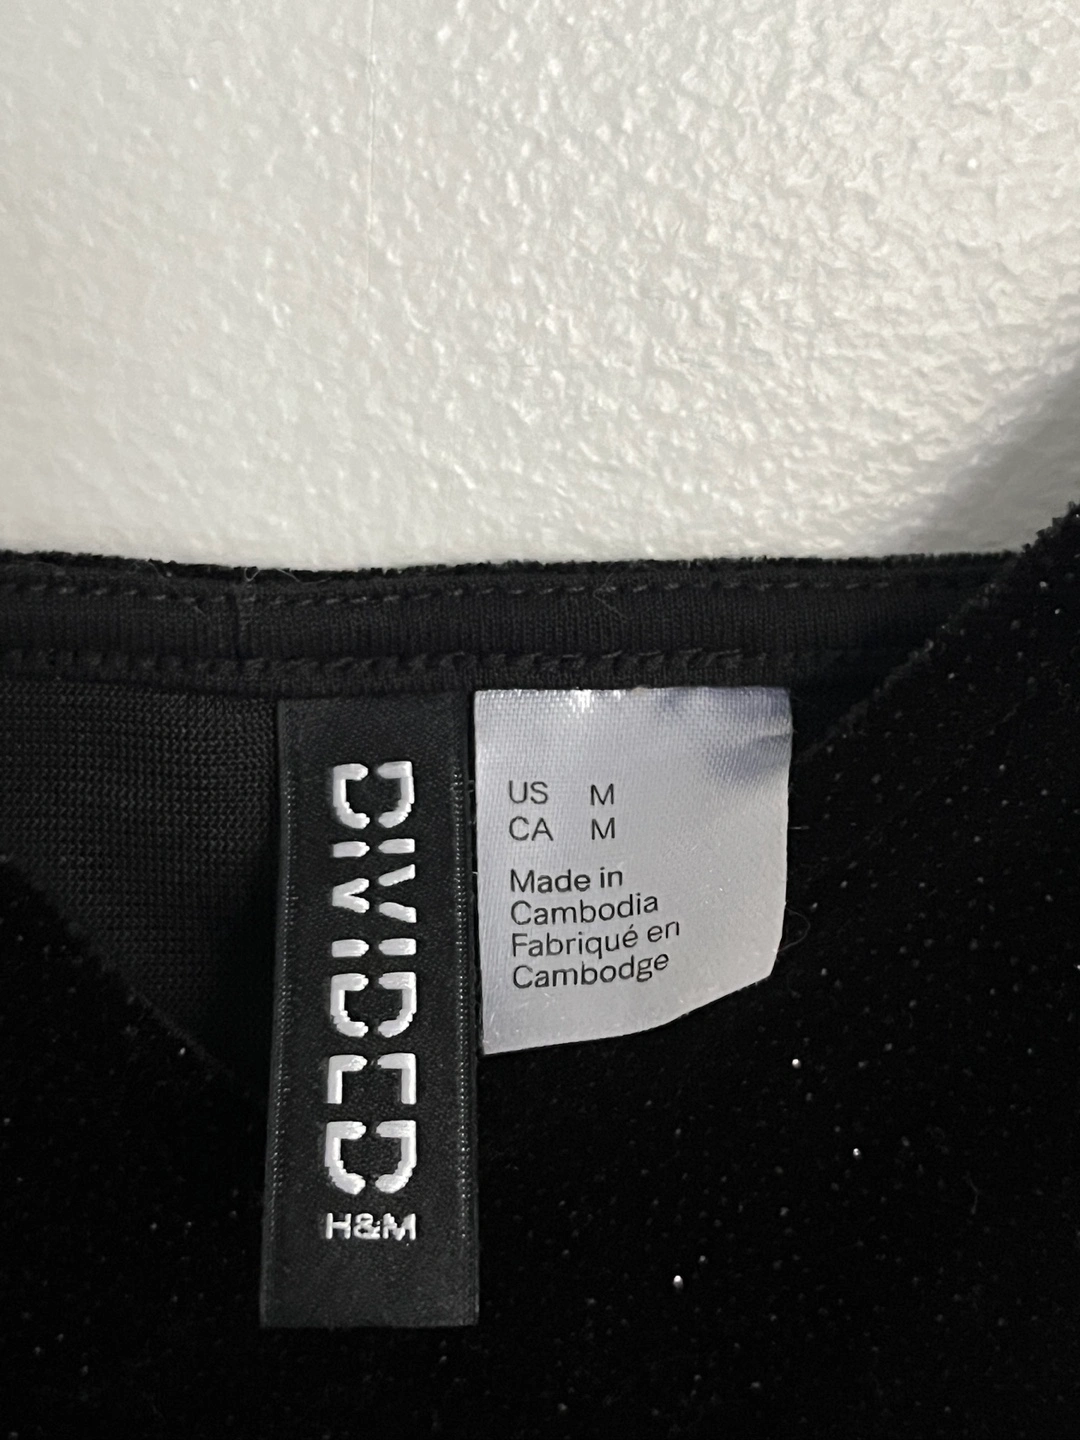 DIVIDED
H&M
US M
CA M
Made in
Cambodia
Fabriqué en
Cambodge